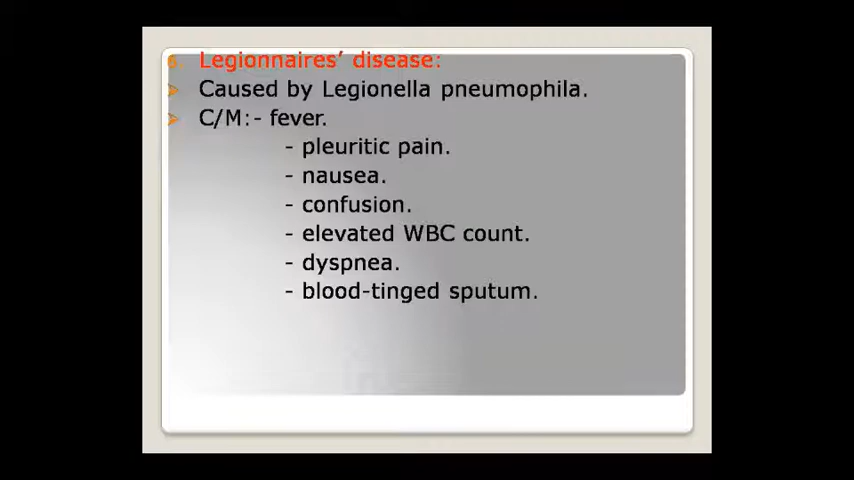 Legionnaires' disease:
Caused by Legionella pneumophila.
C/M:- fever.
- pleuritic pain.
- nausea.
- confusion.
- elevated WBC count.
- dyspnea.
- blood-tinged sputum.